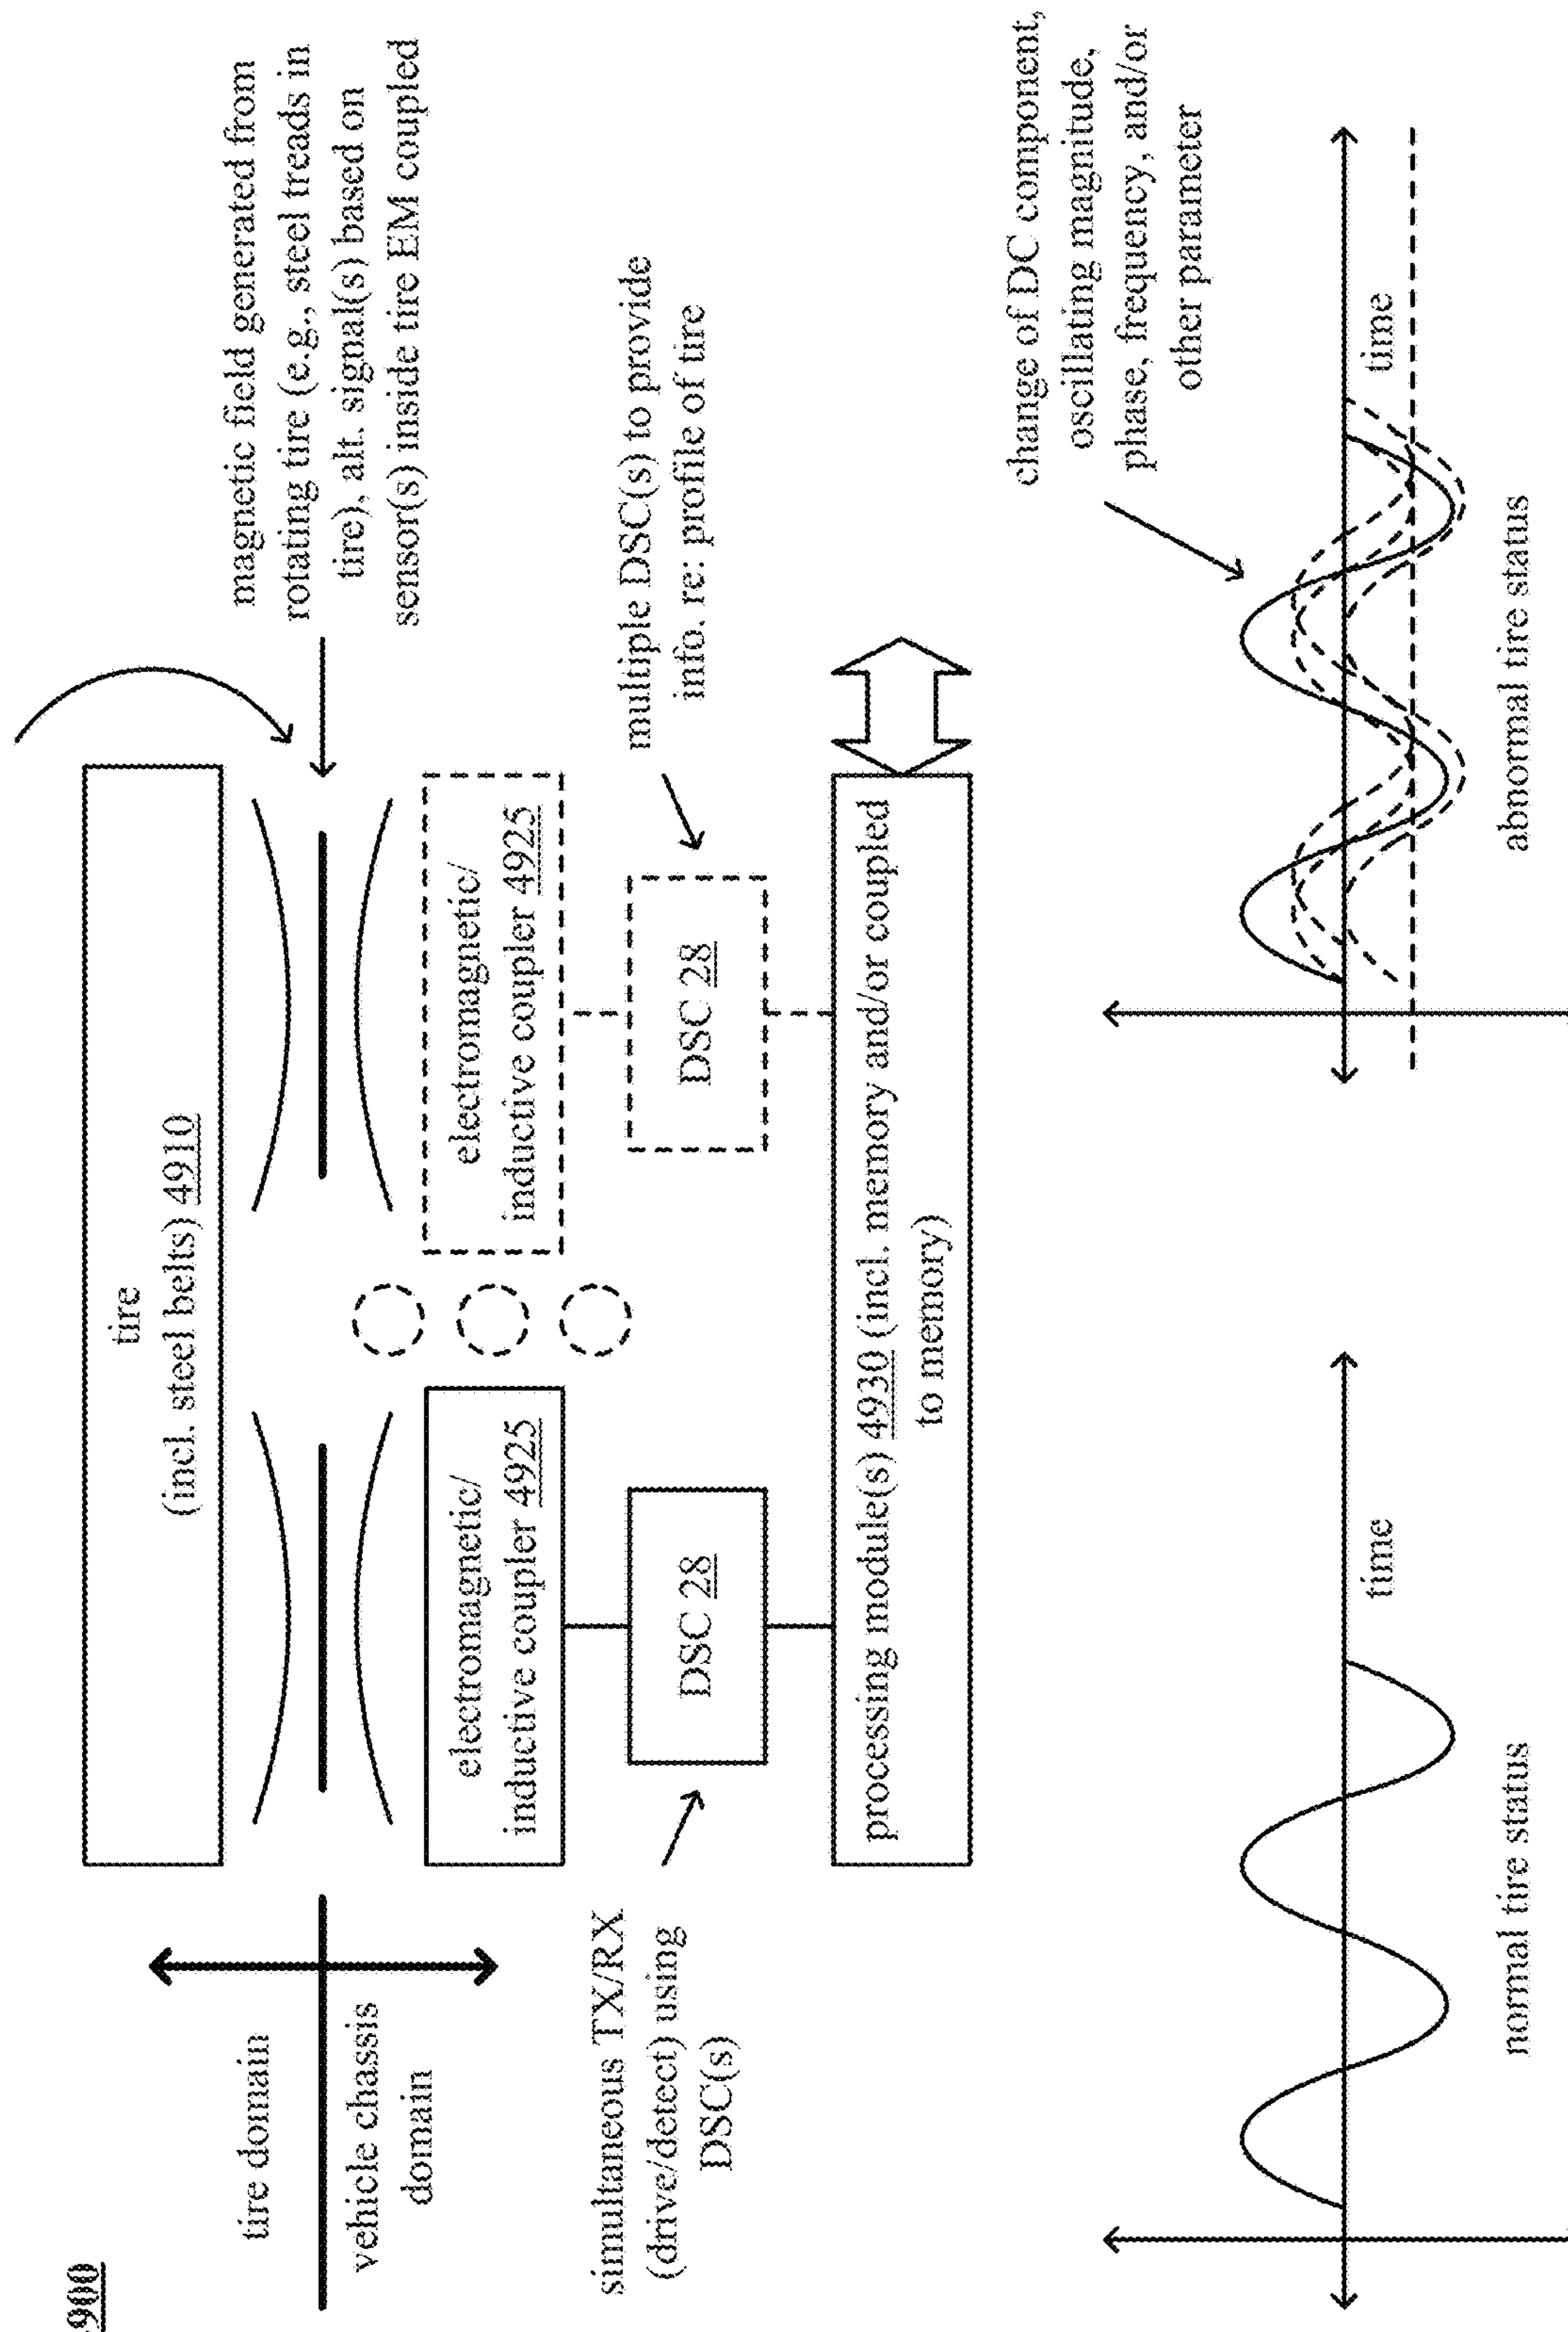 900
tire domain
vehicle chassis
domain
tire
(incl. steel belts) 4910
magnetic field generated from
rotating tire (e.g., steel treads in
tire), alt. signal(s) based on
sensor(s) inside tire EM coupled
electromagnetic/
inductive coupler 4925
electromagnetic/
inductive coupler 4925
simultaneous TX/RX
(drive/detect) using
DSC(s)
DSC 28
DSC 28
multiple DSC(s) to provide
info. re: profile of tire
processing module(s) 4930 (incl. memory and/or coupled
to memory)
time
normal tire status
change of DC component,
oscillating magnitude,
phase, frequency, and/or
other parameter
time
abnormal tire status